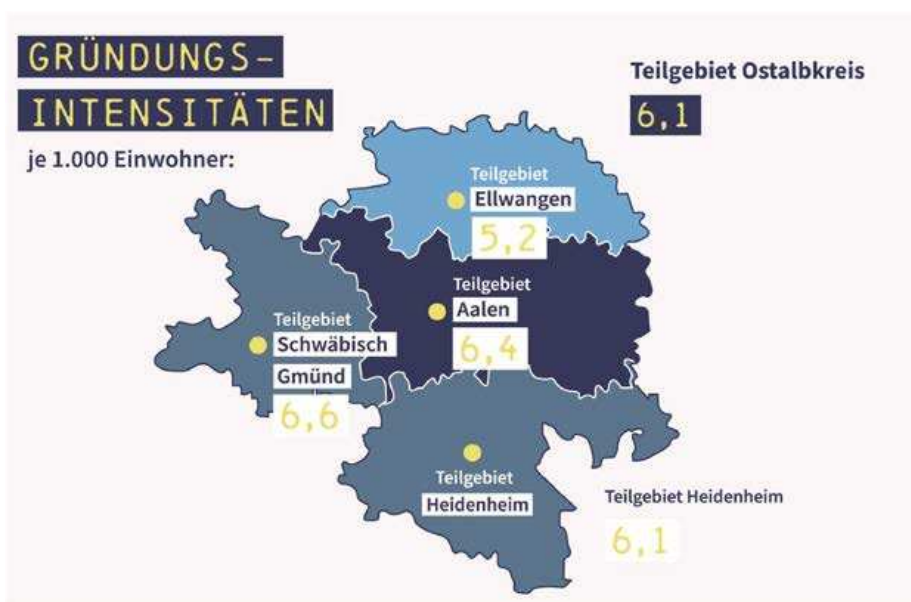 GRÜNDUNGS-
INTENSITÄTEN
je 1.000 Einwohner:
Teilgebiet Ostalbkreis
6,1
Teilgebiet
Ellwangen
5,2
Teilgebiet
Aalen
6,4
Teilgebiet
Schwäbisch
Gmünd
6,6
Teilgebiet
Heidenheim
Teilgebiet Heidenheim
6,1